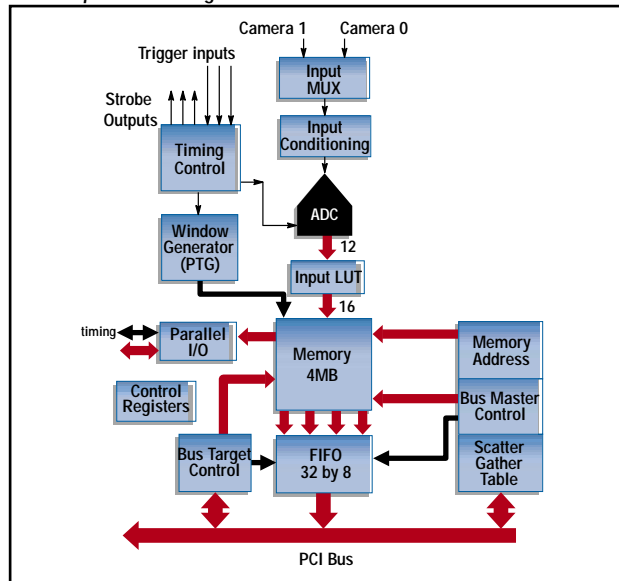 Camera 1
Camera 0
Trigger inputs
Input
MUX
Strobe
Outputs
Input
Conditioning
Timing
Control
ADC
Window
Generator
(PTG)
12
Input LUT
16
timing
Parallel
I/O
Memory
4MB
Memory
Address
Control
Registers
Bus Master
Control
Bus Target
Control
FIFO
32 by 8
Scatter
Gather
Table
PCI Bus